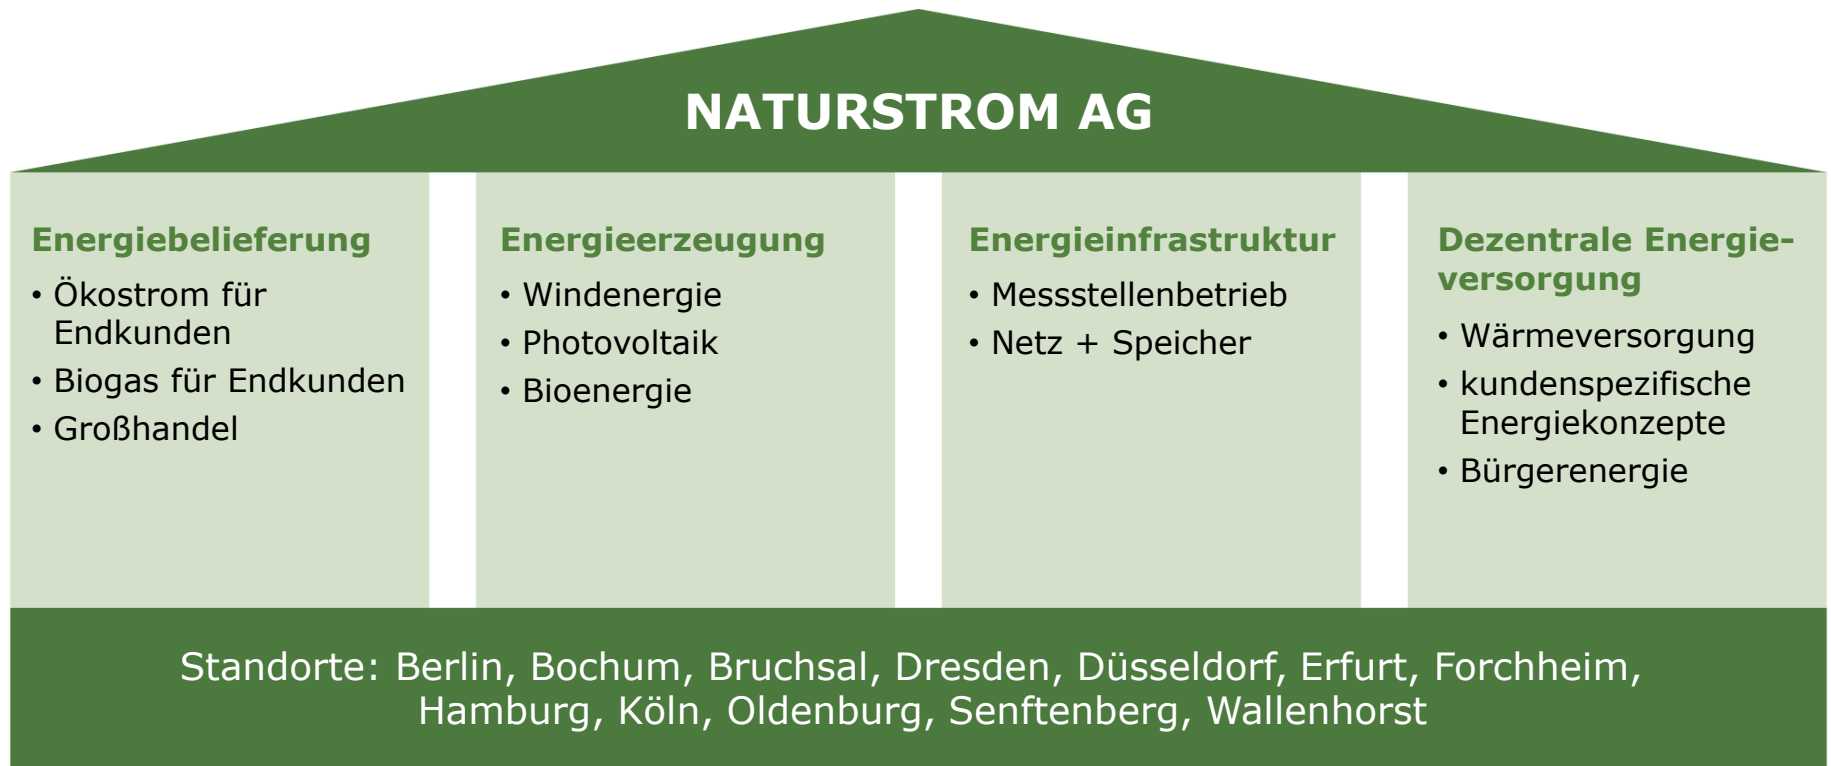 NATURSTROM AG
Energiebelieferung
• Ökostrom für
Endkunden
• Biogas für Endkunden
• Großhandel
Energieerzeugung
• Windenergie
• Photovoltaik
• Bioenergie
Energieinfrastruktur
• Messstellenbetrieb
• Netz + Speicher
Dezentrale Energie-
versorgung
• Wärmeversorgung
• kundenspezifische
Energiekonzepte
• Bürgerenergie
Standorte: Berlin, Bochum, Bruchsal, Dresden, Düsseldorf, Erfurt, Forchheim,
Hamburg, Köln, Oldenburg, Senftenberg, Wallenhorst